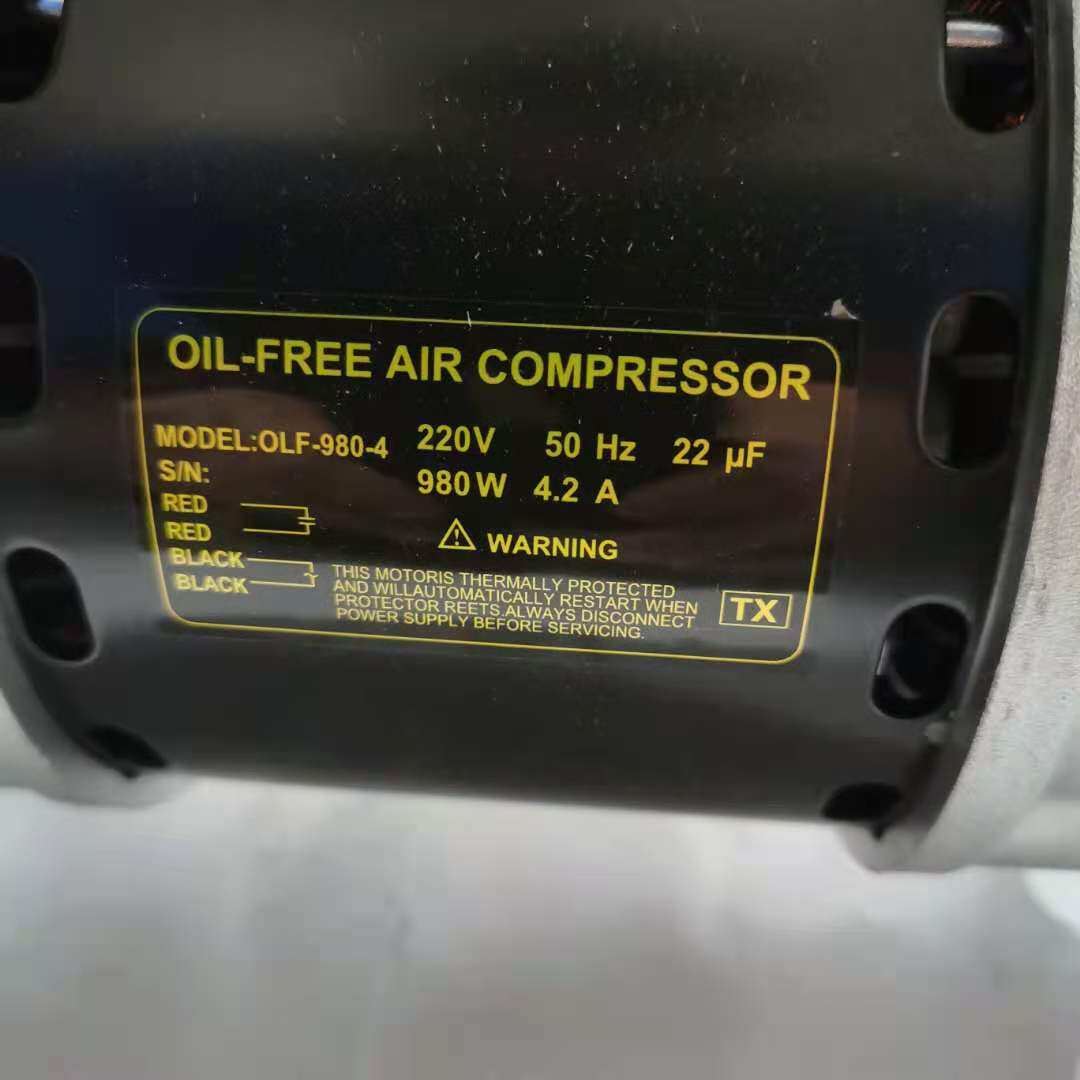 OIL-FREE AIR COMPRESSOR
MODEL:OLF-980-4 220V 50 Hz 22 µF
S/N: 980W 4.2 A
RED
RED
BLACK
BLACK
⚠ WARNING
THIS MOTORIS THERMALLY PROTECTED
AND WILLAUTOMATICALLY RESTART WHEN
PROTECTOR REETS.ALWAYS DISCONNECT
POWER SUPPLY BEFORE SERVICING.
TX